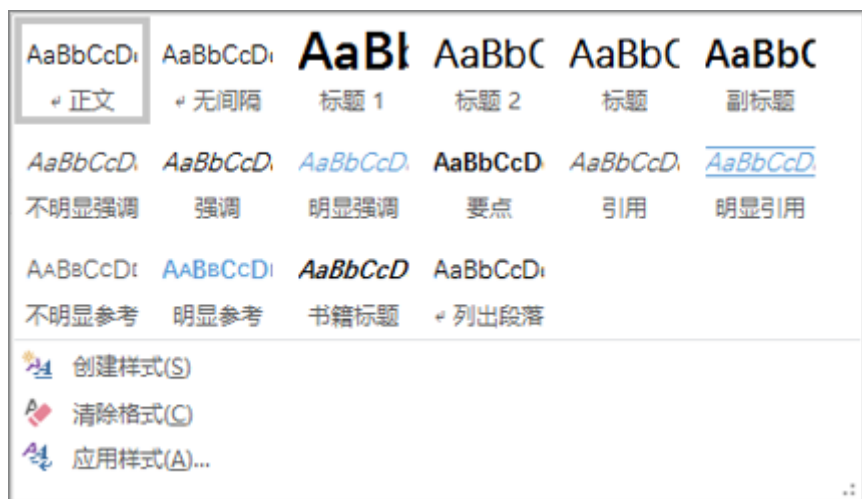 AaBbCcDı AaBbCcDı AaBl AaBbC AaBbC AaBbC
↵ 正文 ↵ 无间隔 标题 1 标题 2 标题 副标题
AaBbCcDı AaBbCcDı AaBbCcDı AaBbCcD AaBbCcDı AaBbCcDı
不明显强调 强调 明显强调 要点 引用 明显引用
AABBCCDI AABBCCDI AaBbCcD AaBbCcDı
不明显参考 明显参考 书籍标题 ↵ 列出段落
创建样式(S)
清除格式(C)
应用样式(A)...